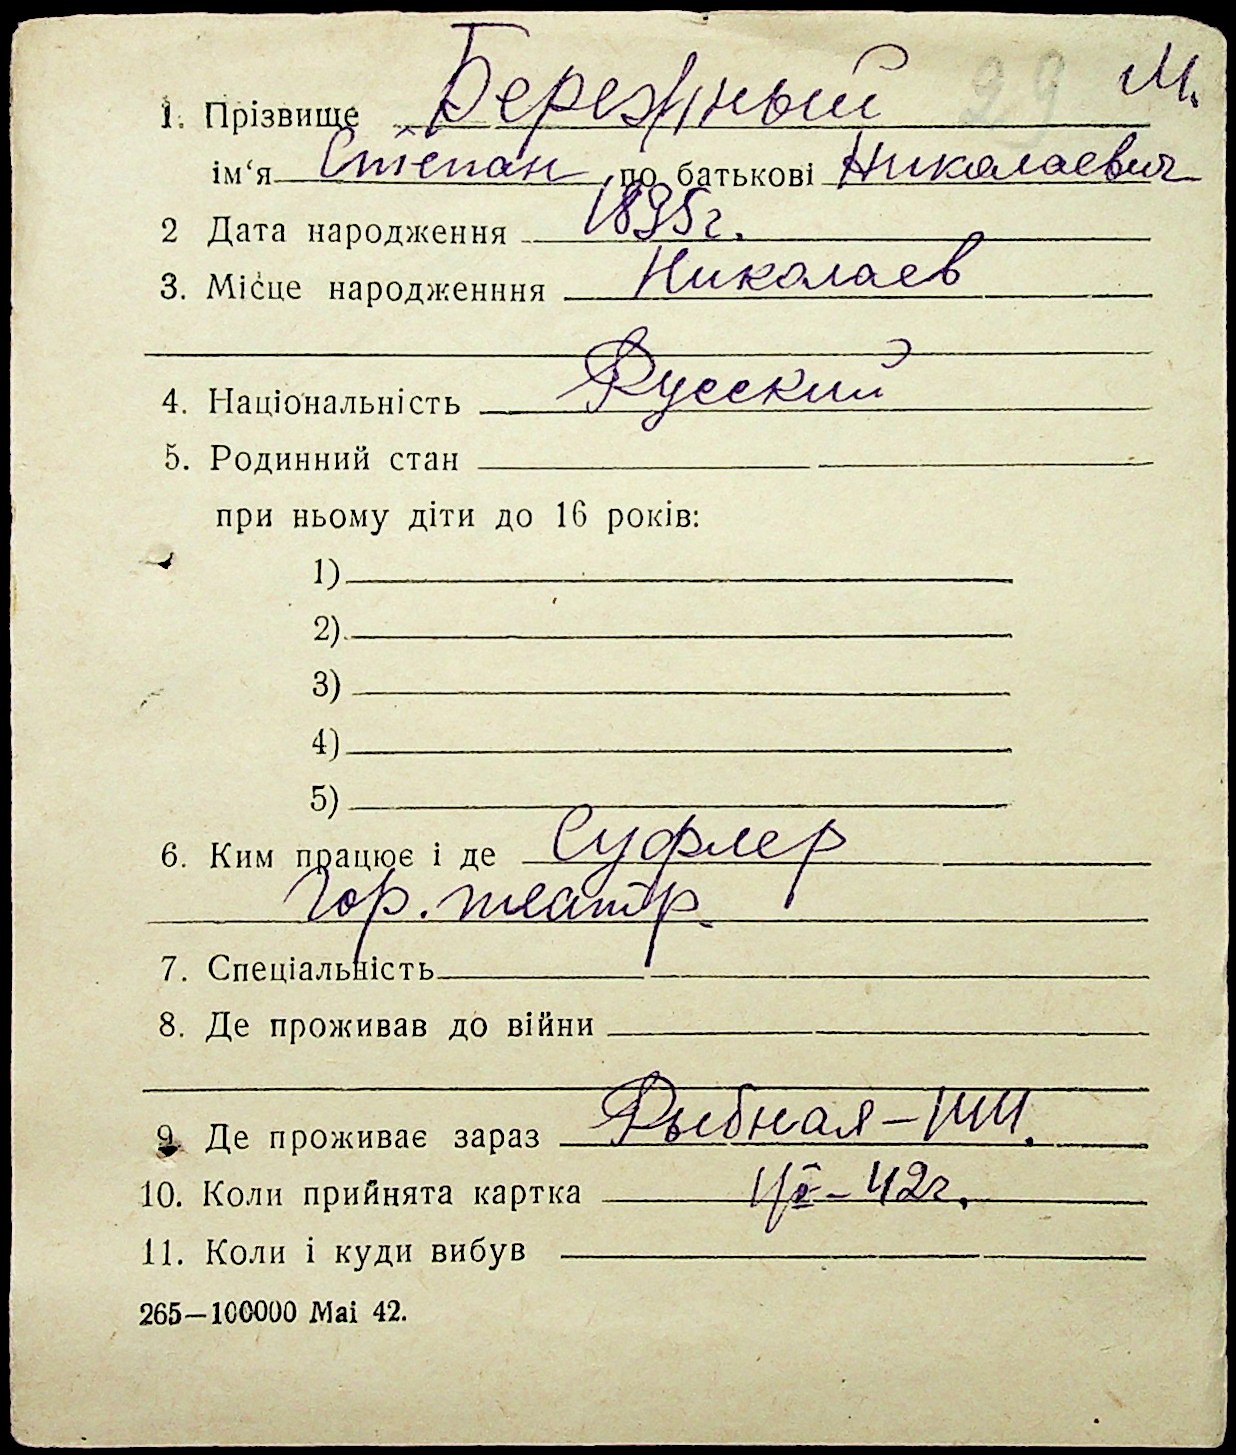 29 М.
1. Прізвище Бережный
ім‘я Степан по батькові Николаевич
2 Дата народження 1895г.
3. Місце народженння Николаев
4. Національність Русский
5. Родинний стан
при ньому діти до 16 років:
1)
2)
3)
4)
5)
6. Ким працює і де Суфлер
Гор. театр.
7. Спеціальність
8. Де проживав до війни
9. Де проживає зараз Рыбная –
10. Коли прийнята картка – 42г.
11. Коли і куди вибув
265—100000 Маі 42.